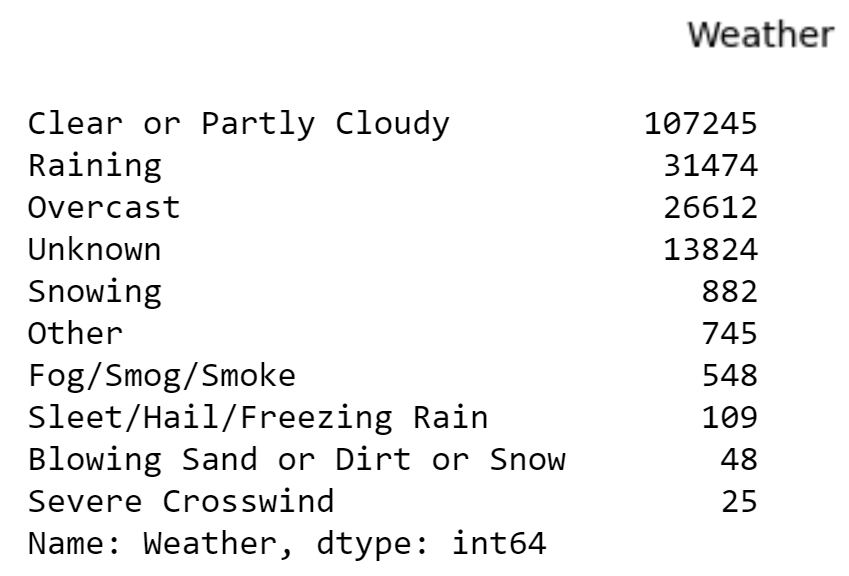 Weather
Clear or Partly Cloudy 107245
Raining 31474
Overcast 26612
Unknown 13824
Snowing 882
Other 745
Fog/Smog/Smoke 548
Sleet/Hail/Freezing Rain 109
Blowing Sand or Dirt or Snow 48
Severe Crosswind 25
Name: Weather, dtype: int64